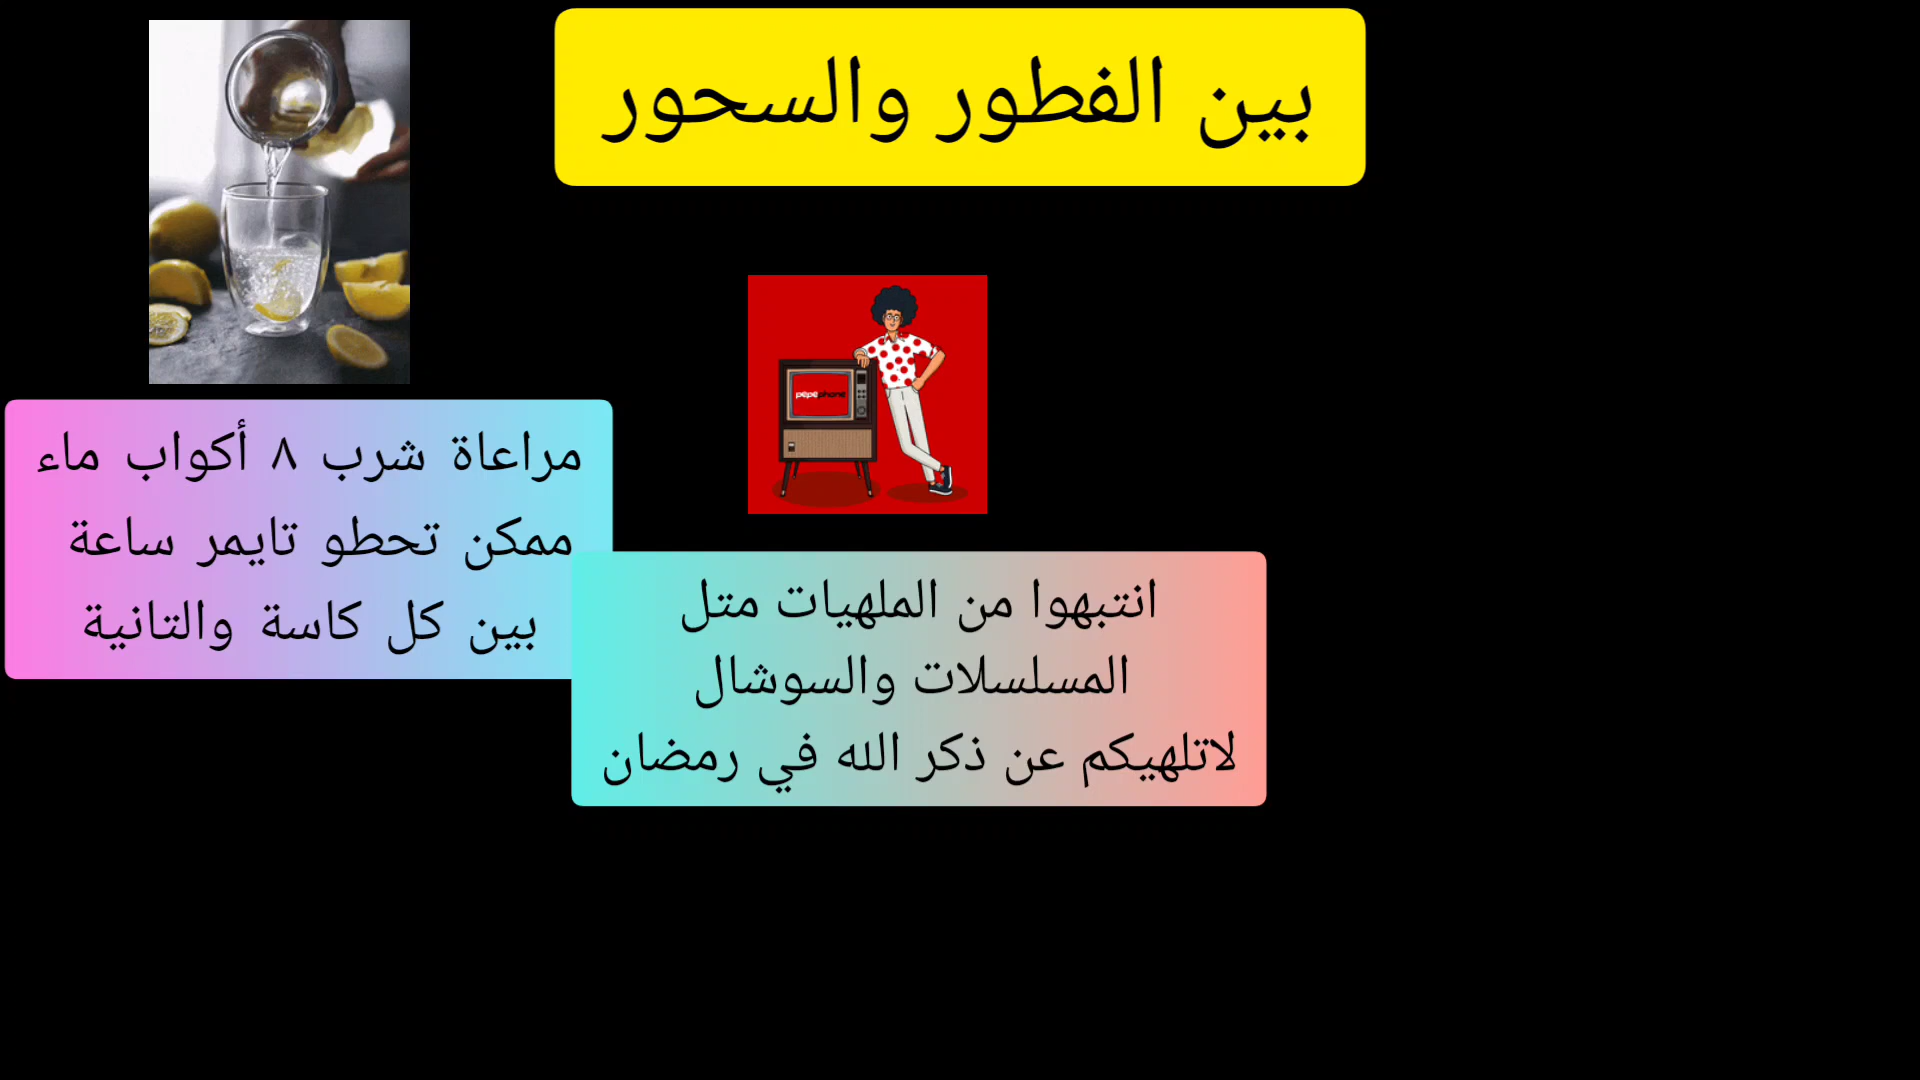 بين الفطور والسحور
pepephone
مراعاة شرب ٨ أكواب ماء
ممكن تحطو تايمر ساعة
بين كل كاسة والتانية
انتبهوا من الملهيات متل
المسلسلات والسوشال
لاتلهيكم عن ذكر الله في رمضان